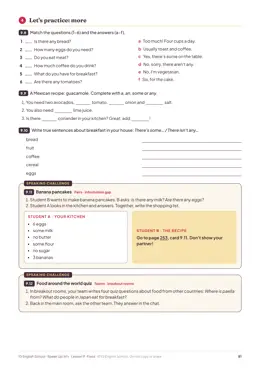 4 Let's practice more
9.8 Match the questions (1-6) and the answers (a-f).
1 ___ Is there any bread?
2 ___ How many eggs do you need?
3 ___ Do you eat meat?
4 ___ How much coffee do you drink?
5 ___ What do you have for breakfast?
6 ___ Are there any tomatoes?
a Too much! Four cups a day.
b Usually toast and coffee.
c Yes, there's some on the table.
d No, sorry, there aren't any.
e No, I'm vegetarian.
f Six, for the cake.
9.9 A Mexican recipe: guacamole. Complete with a, an, some or any.
1. You need two avocados, ______ tomato, ______ onion and ______ salt.
2. You also need ______ lime juice.
3. Is there ______ coriander in your kitchen? Great, add ______!
9.10 Write true sentences about breakfast in your house. There's some… / There isn't any…
bread
fruit
coffee
cereal
eggs
SPEAKING CHALLENGE
9.11 Banana pancakes Pairs · information gap
1. Student B wants to make banana pancakes. B asks: Is there any milk? Are there any eggs?
2. Student A looks in the kitchen and answers. Together, write the shopping list.
STUDENT A · YOUR KITCHEN
• 6 eggs
• some milk
• no butter
• some flour
• no sugar
• 3 bananas
STUDENT B · THE RECIPE
Go to page 253, card 9.11. Don't show your
partner!
SPEAKING CHALLENGE
9.12 Food around the world quiz Teams · breakout rooms
1. In breakout rooms, your team writes four quiz questions about food from other countries. Where is paella
from? What do people in Japan eat for breakfast?
2. Back in the main room, ask the other team. They answer in the chat.